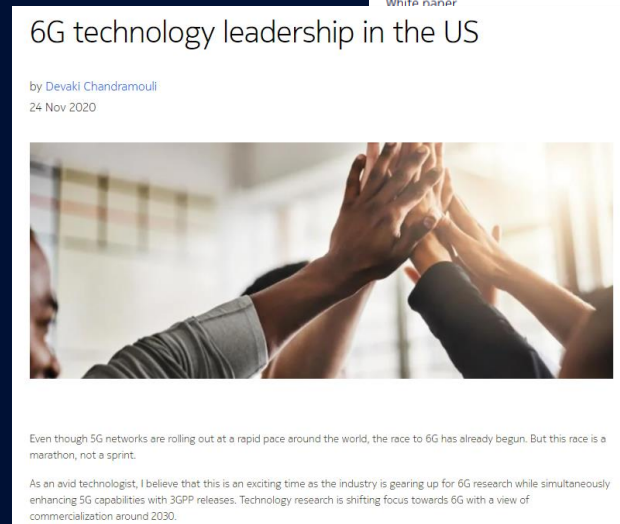 White paper
6G technology leadership in the US
by Devaki Chandramouli
24 Nov 2020
Even though 5G networks are rolling out at a rapid pace around the world, the race to 6G has already begun. But this race is a
marathon, not a sprint.
As an avid technologist, I believe that this is an exciting time as the industry is gearing up for 6G research while simultaneously
enhancing 5G capabilities with 3GPP releases. Technology research is shifting focus towards 6G with a view of
commercialization around 2030.